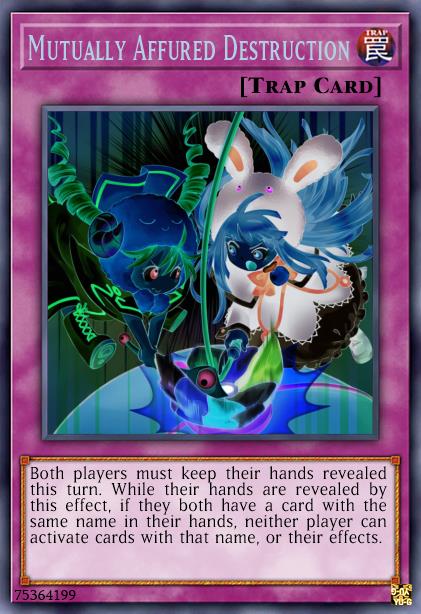 Mutually Affured Destruction
TRAP
罠
[Trap Card]
Both players must keep their hands revealed
this turn. While their hands are revealed by
this effect, if they both have a card with the
same name in their hands, neither player can
activate cards with that name, or their effects.
75364199